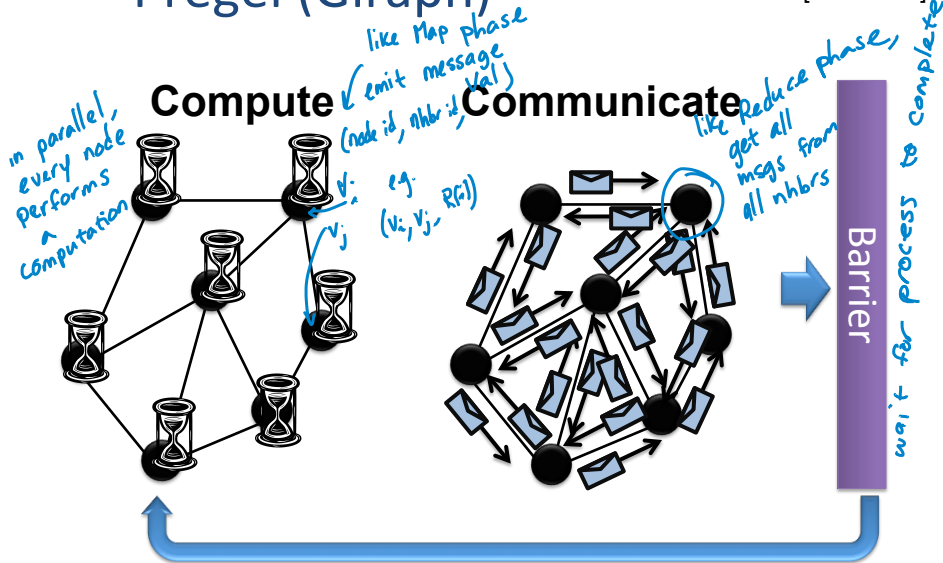 Pregel (Giraph)
like Map phase
emit message
(node id, nhbr id, val)
Compute
Communicate
in parallel,
every node
performs
a
computation
e.g.
(vᵢ, vⱼ, R[i])
vᵢ
vⱼ
like Reduce phase,
get all
msgs from
all nhbrs
Barrier
wait for process to complete